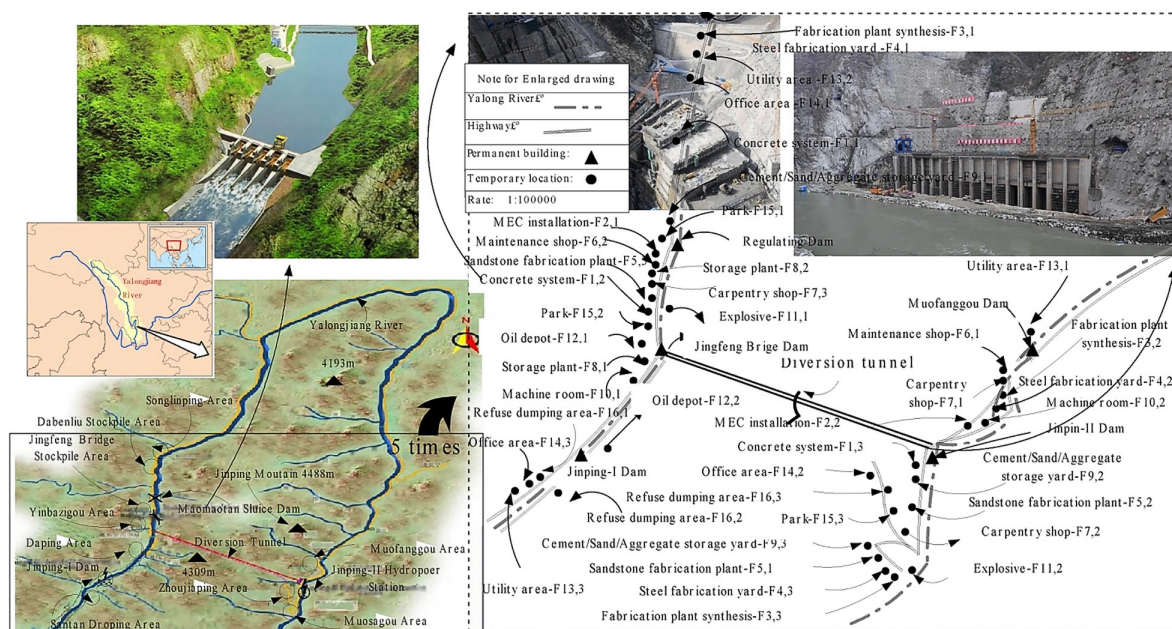 Note for Enlarged drawing
Yalong River£º
Highway£º
Permanent building:
Temporary location:
Rate: 1:100000
Fabrication plant synthesis-F3,1
Steel fabrication yard -F4,1
Utility area-F13,2
Office area -F14,1
Concrete system-F1,1
Cement/Sand/Aggregate storage yard-F9
Park-F15,1
MEC installation-F2,1
Maintenance shop-F6,2
Regulating Dam
Sandstone fabrication plant-F5,5
Storage plant-F8,2
Concrete system-F1,2
Carpentry shop-F7,3
Park-F15,2
Explosive-F11,1
Oil depot-F12,1
Jingfeng Brige Dam
Storage plant-F8,1
Diversion tunnel
Machine room-F10,1
Oil depot-F12,2
Refuse dumping area-F16,1
MEC installation-F2,2
Office area-F14,3
Concrete system-F1,3
Jinping-I Dam
Office area-F14,2
Refuse dumping area-F16,3
Refuse dumping area-F16,2
Park-F15,3
Cement/Sand/Aggregate storage yard-F9,3
Sandstone fabrication plant-F5,1
Utility area-F13,3
Steel fabrication yard-F4,3
Fabrication plant synthesis-F3,3
Utility area-F13,1
Muofanggou Dam
Maintenance shop-F6,1
Fabrication plant
synthesis-F3,2
Carpentry
shop-F7,1
Steel fabrication yard-F4,2
Machine room-F10,2
Jinpin-II Dam
Cement/Sand/Aggregate
storage yard-F9,2
Sandstone fabrication plant-F5,2
Carpentry shop-F7,2
Explosive-F11,2
Yalongjiang
River
Yalongjiang River
4193m
N
Songlinping Area
5 times
Dabenliu Stockpile Area
Jingfeng Bridge
Stockpile Area
Jinping Moutain 4488m
Yinbazigou Area
Maomaotan Sluice Dam
Daping Area
Diversion Tunnel
Muofanggou Area
Jinping-I Dam
4309m
Jinping-II Hydropoer
Station
Zhoujiaping Area
Santan Droping Area
Muosagou Area